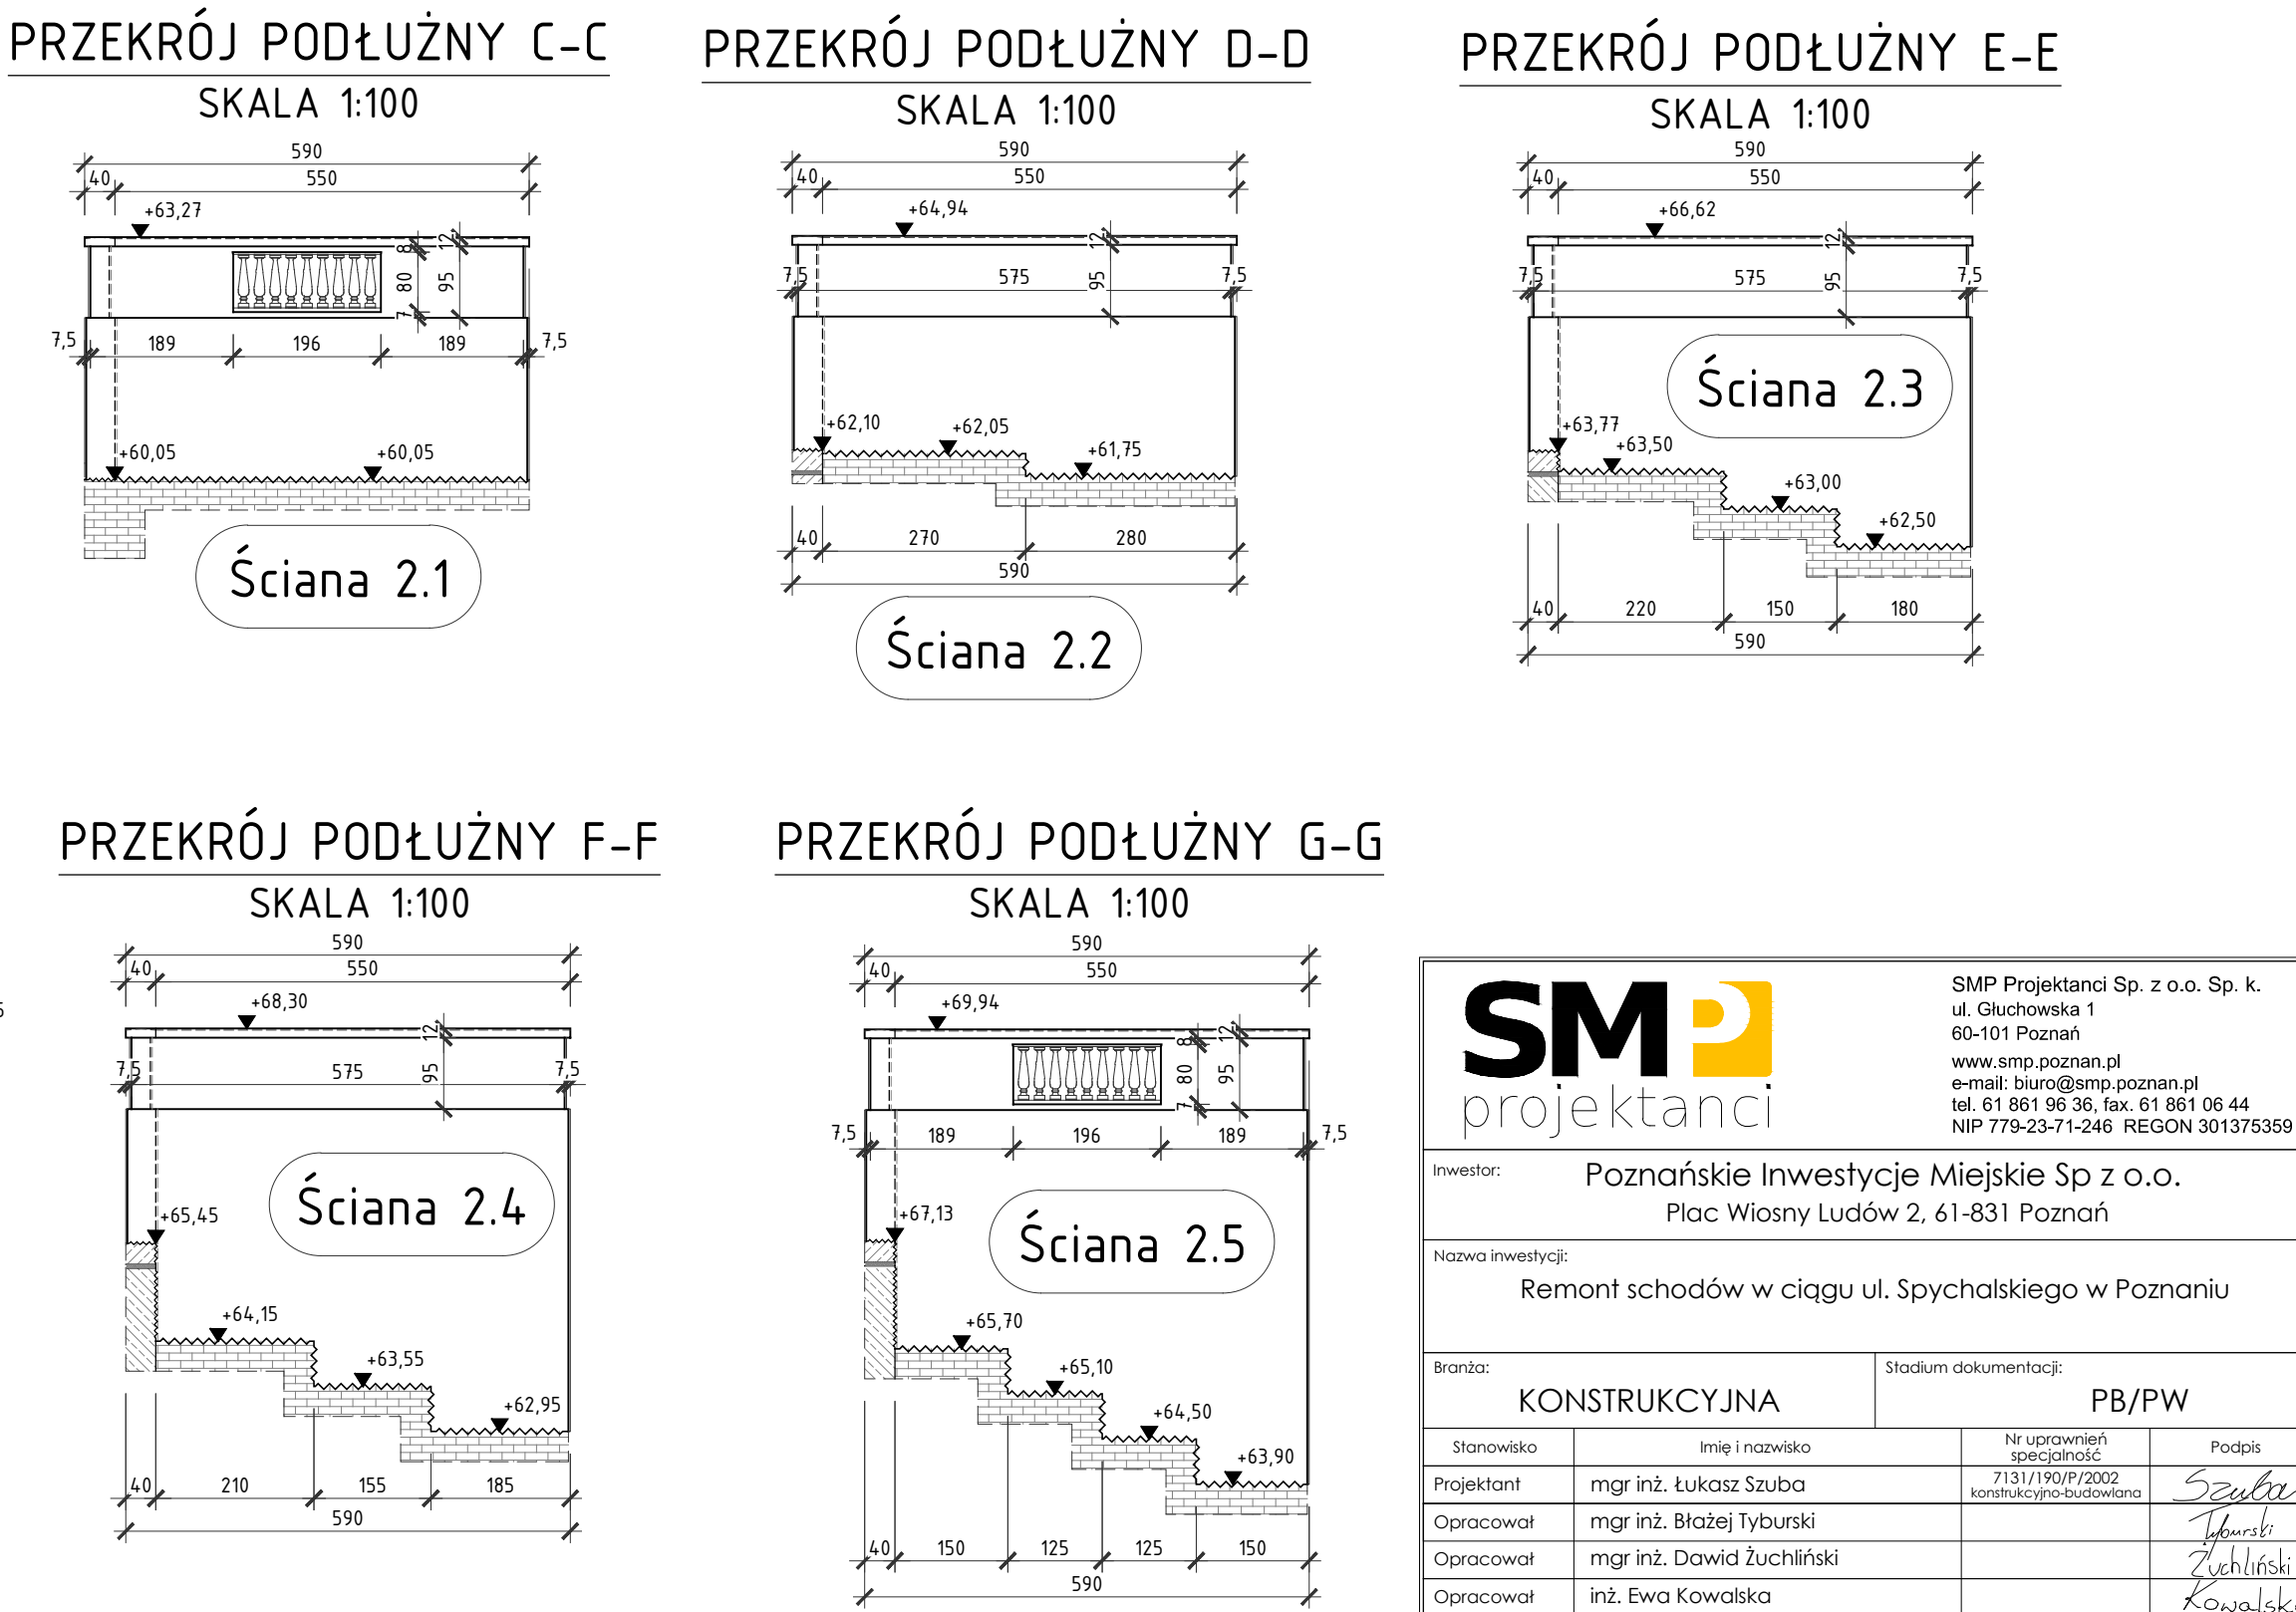 PRZEKRÓJ PODŁUŻNY C-C
SKALA 1:100
590
40 550
+63,27
8 12
80 95
7
7,5 189 196 189 7,5
+60,05 +60,05
Ściana 2.1
PRZEKRÓJ PODŁUŻNY D-D
SKALA 1:100
590
40 550
+64,94
12
7,5 575 95 7,5
+62,10 +62,05
+61,75
40 270 280
590
Ściana 2.2
PRZEKRÓJ PODŁUŻNY E-E
SKALA 1:100
590
40 550
+66,62
12
7,5 575 95 7,5
Ściana 2.3
+63,77
+63,50
+63,00
+62,50
40 220 150 180
590
PRZEKRÓJ PODŁUŻNY F-F
SKALA 1:100
590
40 550
+68,30
12
7,5 575 95 7,5
Ściana 2.4
+65,45
+64,15
+63,55
+62,95
40 210 155 185
590
PRZEKRÓJ PODŁUŻNY G-G
SKALA 1:100
590
40 550
+69,94
8 12
80 95
7
7,5 189 196 189 7,5
+67,13
Ściana 2.5
+65,70
+65,10
+64,50
+63,90
40 150 125 125 150
590
SMP
projektanci
SMP Projektanci Sp. z o.o. Sp. k.
ul. Głuchowska 1
60-101 Poznań
www.smp.poznan.pl
e-mail: biuro@smp.poznan.pl
tel. 61 861 96 36, fax. 61 861 06 44
NIP 779-23-71-246 REGON 301375359
Inwestor: Poznańskie Inwestycje Miejskie Sp z o.o.
Plac Wiosny Ludów 2, 61-831 Poznań
Nazwa inwestycji:
Remont schodów w ciągu ul. Spychalskiego w Poznaniu
Branża: Stadium dokumentacji:
KONSTRUKCYJNA PB/PW
Stanowisko Imię i nazwisko Nr uprawnień specjalność Podpis
Projektant mgr inż. Łukasz Szuba 7131/190/P/2002 konstrukcyjno-budowlana Szuba
Opracował mgr inż. Błażej Tyburski Tyburski
Opracował mgr inż. Dawid Żuchliński Żuchliński
Opracował inż. Ewa Kowalska